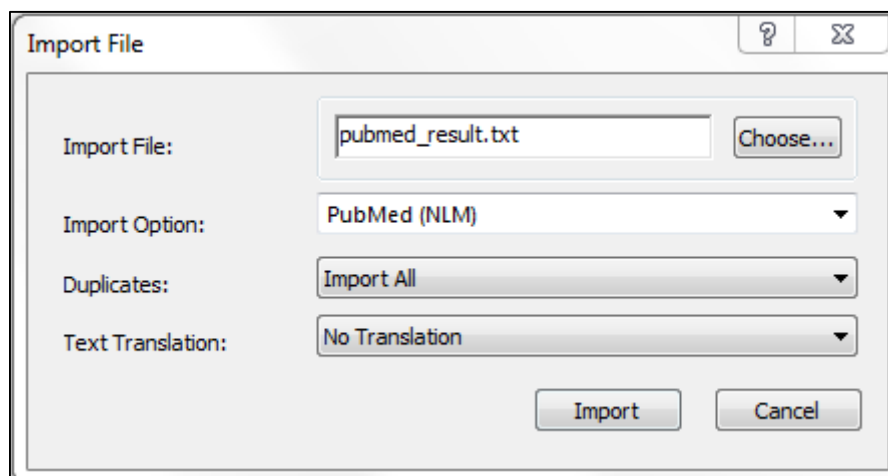 Import File
Import File:
pubmed_result.txt
Choose...
Import Option:
PubMed (NLM)
Duplicates:
Import All
Text Translation:
No Translation
Import
Cancel